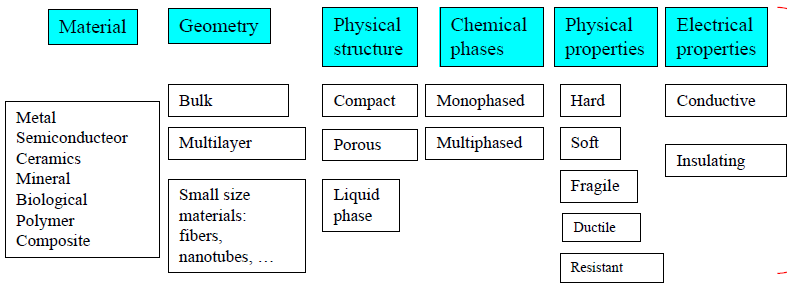 Material
Geometry
Physical
structure
Chemical
phases
Physical
properties
Electrical
properties
Metal
Semiconducteor
Ceramics
Mineral
Biological
Polymer
Composite
Bulk
Multilayer
Small size
materials:
fibers,
nanotubes, …
Compact
Porous
Liquid
phase
Monophased
Multiphased
Hard
Soft
Fragile
Ductile
Resistant
Conductive
Insulating